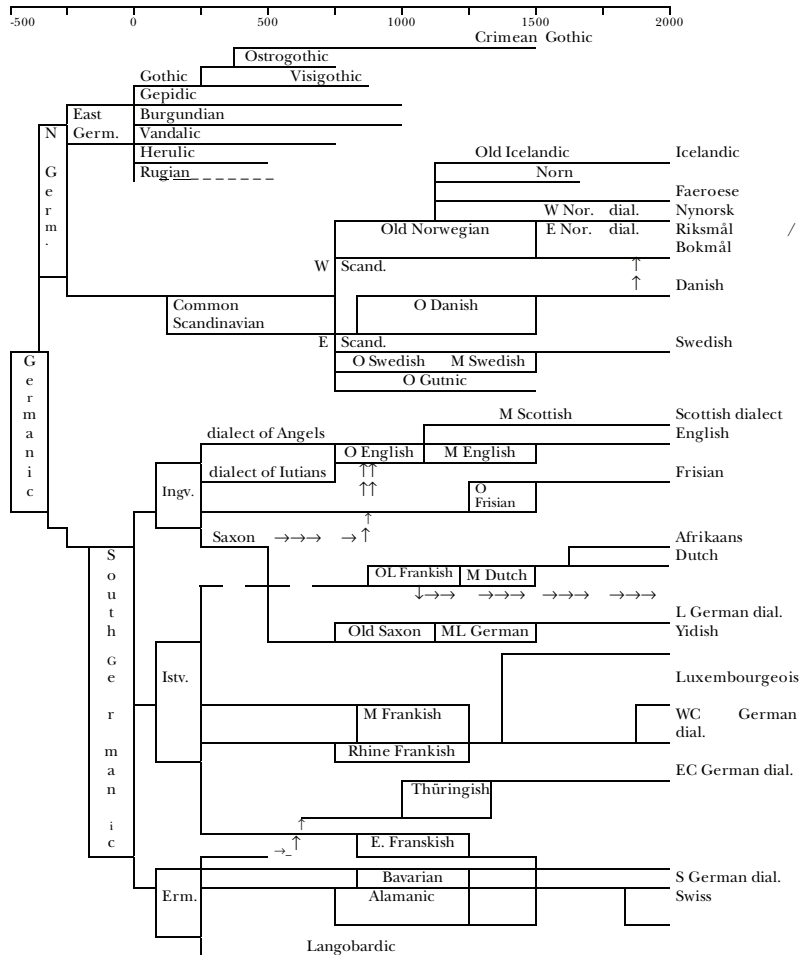 -500 0 500 1000 1500 2000
Crimean Gothic
Ostrogothic
Gothic Visigothic
Gepidic
East Burgundian
N Germ. Vandalic
Herulic Old Icelandic Icelandic
G Rugian Norn
e Faeroese
r W Nor. dial. Nynorsk
m Old Norwegian E Nor. dial. Riksmål /
. Bokmål
W Scand. ↑
↑ Danish
Common O Danish
Scandinavian
E Scand. Swedish
G O Swedish M Swedish
e O Gutnic
r
m M Scottish Scottish dialect
a dialect of Angels English
n O English M English
i dialect of Iutians ↑↑ Frisian
c Ingv. ↑↑ O
Frisian
↑
Saxon →→→ →↑ Afrikaans
S Dutch
o OL Frankish M Dutch
u ↓→→ →→→→ →→→→ →→→→
t L German dial.
h Old Saxon ML German Yidish
G
e Istv. Luxembourgeois
r M Frankish WC German
dial.
m Rhine Frankish
a EC German dial.
n Thüringish
i ↑
c →_ ↑ E. Franskish
Bavarian S German dial.
Erm. Alamanic Swiss
Langobardic